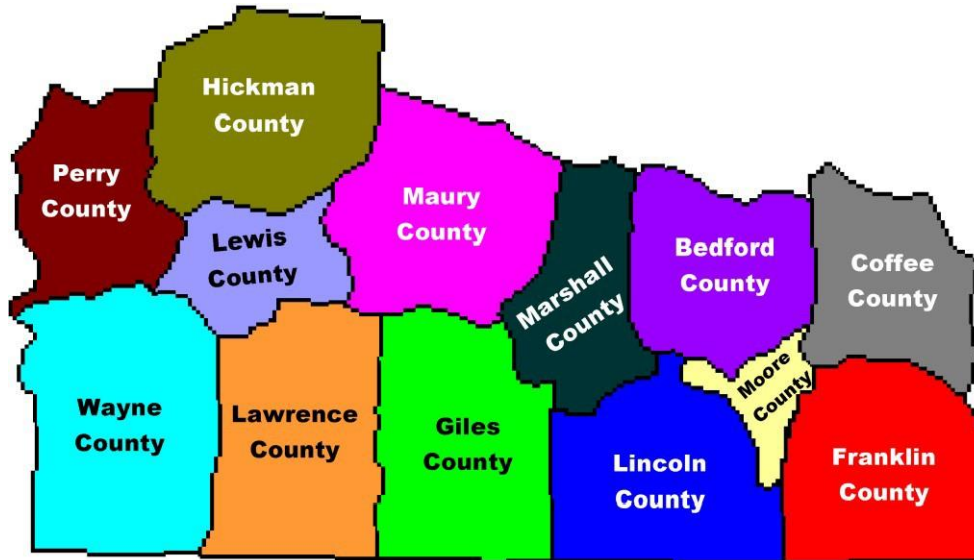 Hickman
County
Perry
County
Maury
County
Lewis
County
Marshall
County
Bedford
County
Coffee
County
Moore
County
Wayne
County
Lawrence
County
Giles
County
Lincoln
County
Franklin
County